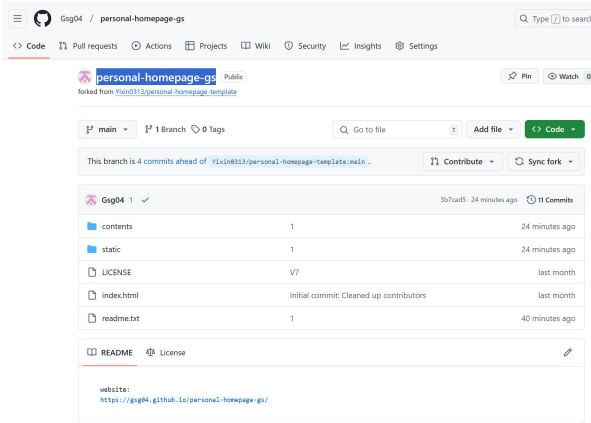 Gsg04 / personal-homepage-gs
Type / to search
Code Pull requests Actions Projects Wiki Security Insights Settings
personal-homepage-gs Public
Pin Watch 0
forked from Yixin0313/personal-homepage-template
main 1 Branch 0 Tags Go to file t Add file Code
This branch is 4 commits ahead of Yixin0313/personal-homepage-template:main . Contribute Sync fork
Gsg04 1 3b7cad5 · 24 minutes ago 11 Commits
contents 1 24 minutes ago
static 1 24 minutes ago
LICENSE V7 last month
index.html Initial commit: Cleaned up contributors last month
readme.txt 1 40 minutes ago
README License
website:
https://gsg04.github.io/personal-homepage-gs/